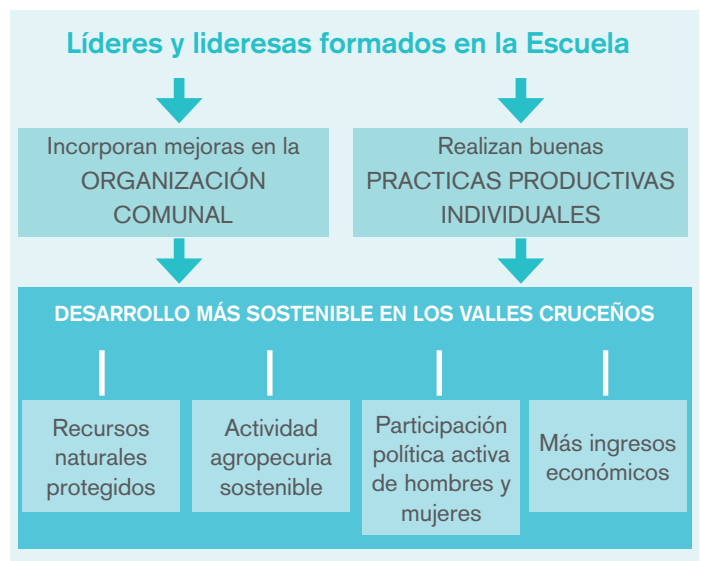 Líderes y lideresas formados en la Escuela
Incorporan mejoras en la
ORGANIZACIÓN
COMUNAL
Realizan buenas
PRACTICAS PRODUCTIVAS
INDIVIDUALES
DESARROLLO MÁS SOSTENIBLE EN LOS VALLES CRUCEÑOS
Recursos
naturales
protegidos
Actividad
agropecuria
sostenible
Participación
política activa
de hombres y
mujeres
Más ingresos
económicos